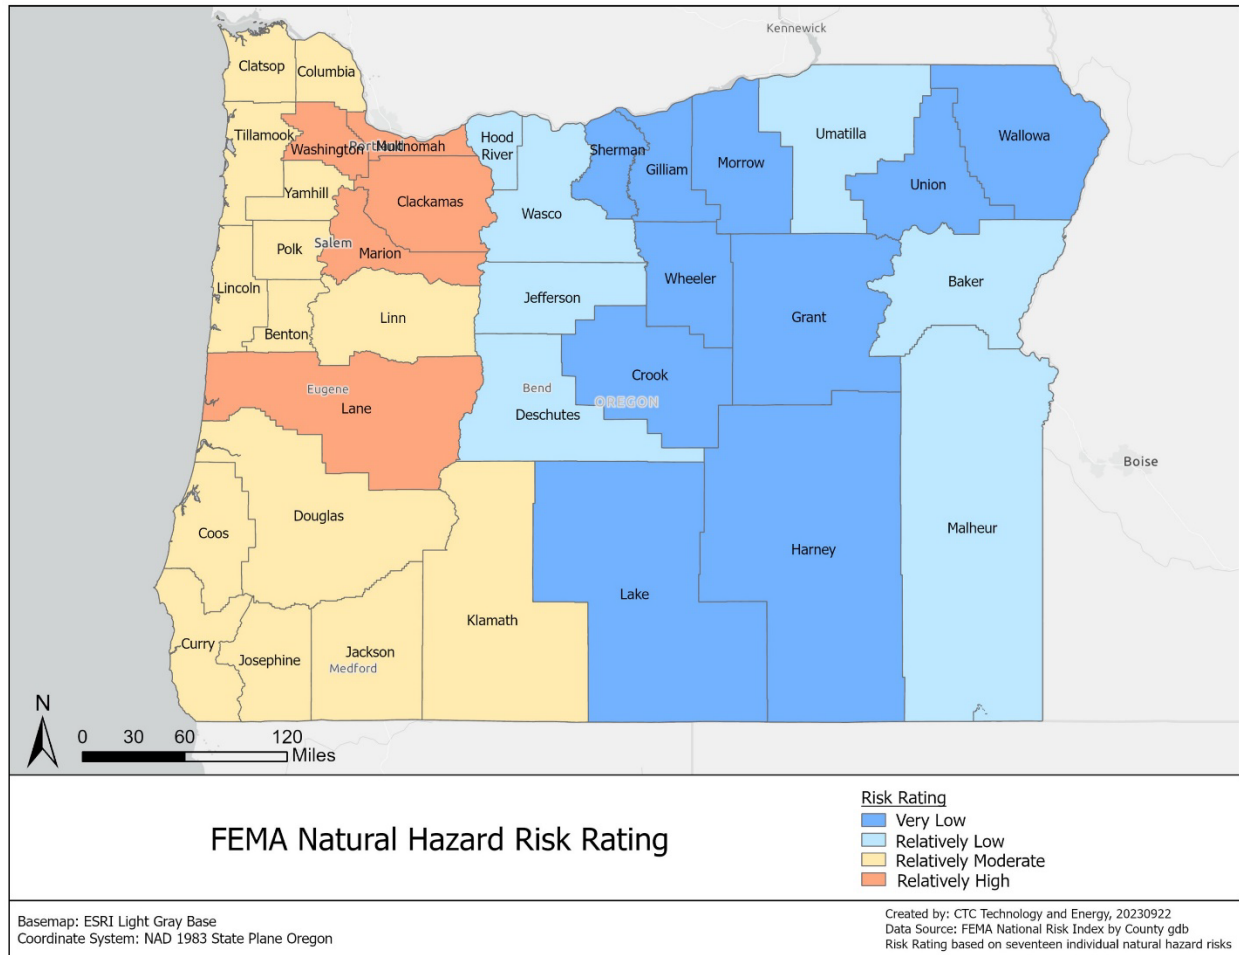 Kennewick
Clatsop
Columbia
Tillamook
Washington
Portland
Multnomah
Hood
River
Sherman
Gilliam
Morrow
Umatilla
Wallowa
Union
Yamhill
Clackamas
Wasco
Polk
Salem
Marion
Lincoln
Benton
Linn
Jefferson
Wheeler
Grant
Baker
Eugene
Lane
Bend
Deschutes
Crook
OREGON
Boise
Coos
Douglas
Malheur
Harney
Lake
Klamath
Curry
Josephine
Jackson
Medford
N
0 30 60 120
Miles
FEMA Natural Hazard Risk Rating
Risk Rating
Very Low
Relatively Low
Relatively Moderate
Relatively High
Basemap: ESRI Light Gray Base
Coordinate System: NAD 1983 State Plane Oregon
Created by: CTC Technology and Energy, 20230922
Data Source: FEMA National Risk Index by County gdb
Risk Rating based on seventeen individual natural hazard risks